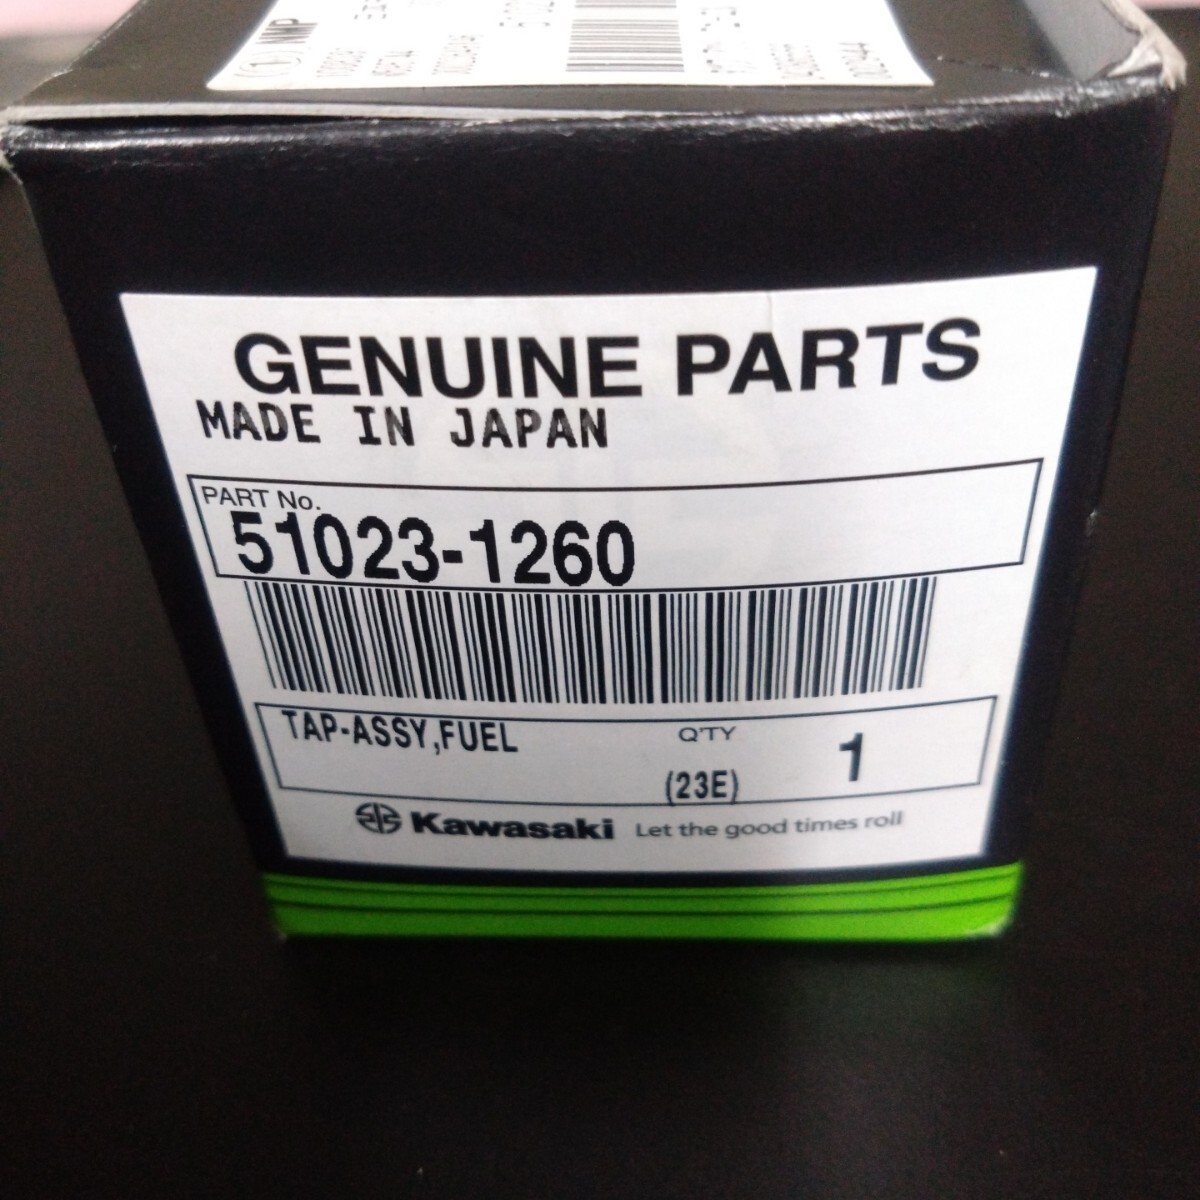 NMP
GENUINE PARTS
MADE IN JAPAN
PART No.
51023-1260
TAP-ASSY,FUEL
Q'TY
1
(23E)
Kawasaki Let the good times roll